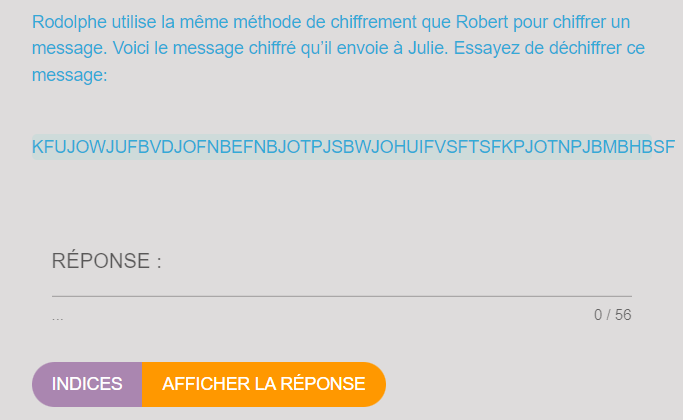 Rodolphe utilise la même méthode de chiffrement que Robert pour chiffrer un
message. Voici le message chiffré qu'il envoie à Julie. Essayez de déchiffrer ce
message:
KFUJOWJUFBVDJOFNBEFNBJOTPJSBWJOHUIFVSFTSFKPJOTNPJBMBHBSF
RÉPONSE :
...
0 / 56
INDICES
AFFICHER LA RÉPONSE